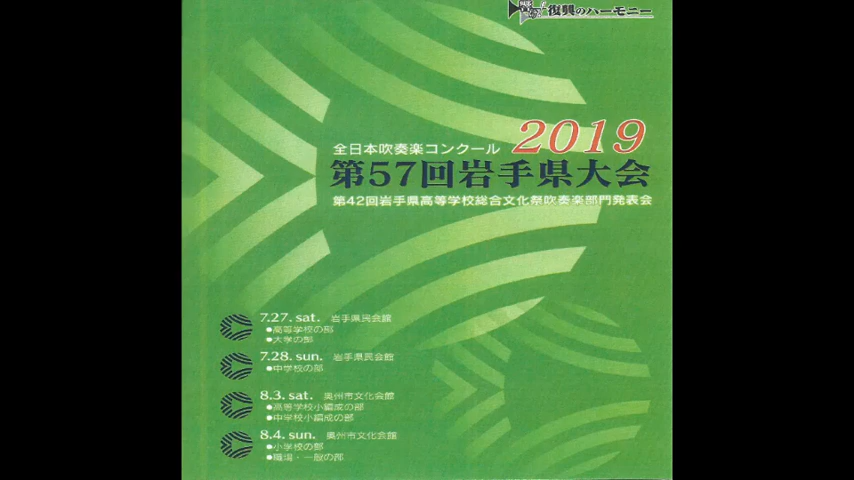 復興のハーモニー
全日本吹奏楽コンクール 2019
第57回岩手県大会
第42回岩手県高等学校総合文化祭吹奏楽部門発表会
7.27. sat. 岩手県民会館
●高等学校の部
●大学の部
7.28. sun. 岩手県民会館
●中学校の部
8.3. sat. 奥州市文化会館
●高等学校小編成の部
●中学校小編成の部
8.4. sun. 奥州市文化会館
●小学校の部
●職場・一般の部